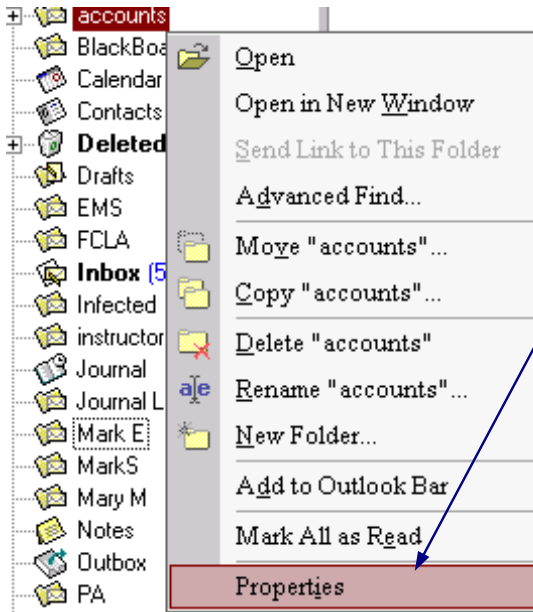 accounts
BlackBoa
Calendar
Contacts
Deleted
Drafts
EMS
FCLA
Inbox (5
Infected
instructor
Journal
Journal L
Mark E
MarkS
Mary M
Notes
Outbox
PA
Open
Open in New Window
Send Link to This Folder
Advanced Find...
Move "accounts"...
Copy "accounts"...
Delete "accounts"
Rename "accounts"...
New Folder...
Add to Outlook Bar
Mark All as Read
Properties